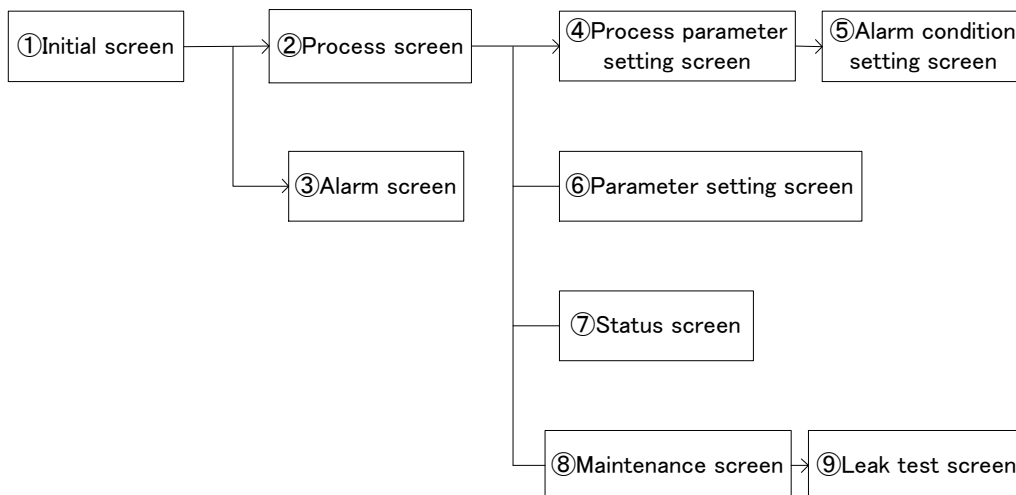 ①Initial screen
②Process screen
④Process parameter
setting screen
⑤Alarm condition
setting screen
③Alarm screen
⑥Parameter setting screen
⑦Status screen
⑧Maintenance screen
⑨Leak test screen